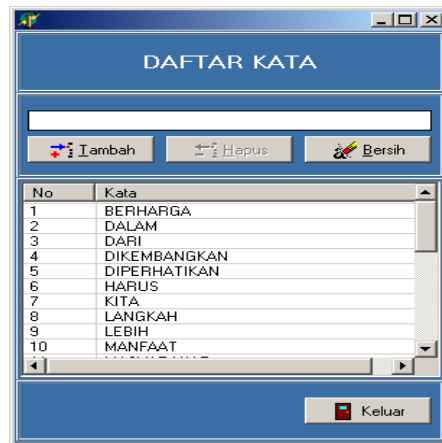 DAFTAR KATA
Tambah Hapus Bersih
No Kata
1 BERHARGA
2 DALAM
3 DARI
4 DIKEMBANGKAN
5 DIPERHATIKAN
6 HARUS
7 KITA
8 LANGKAH
9 LEBIH
10 MANFAAT
Keluar